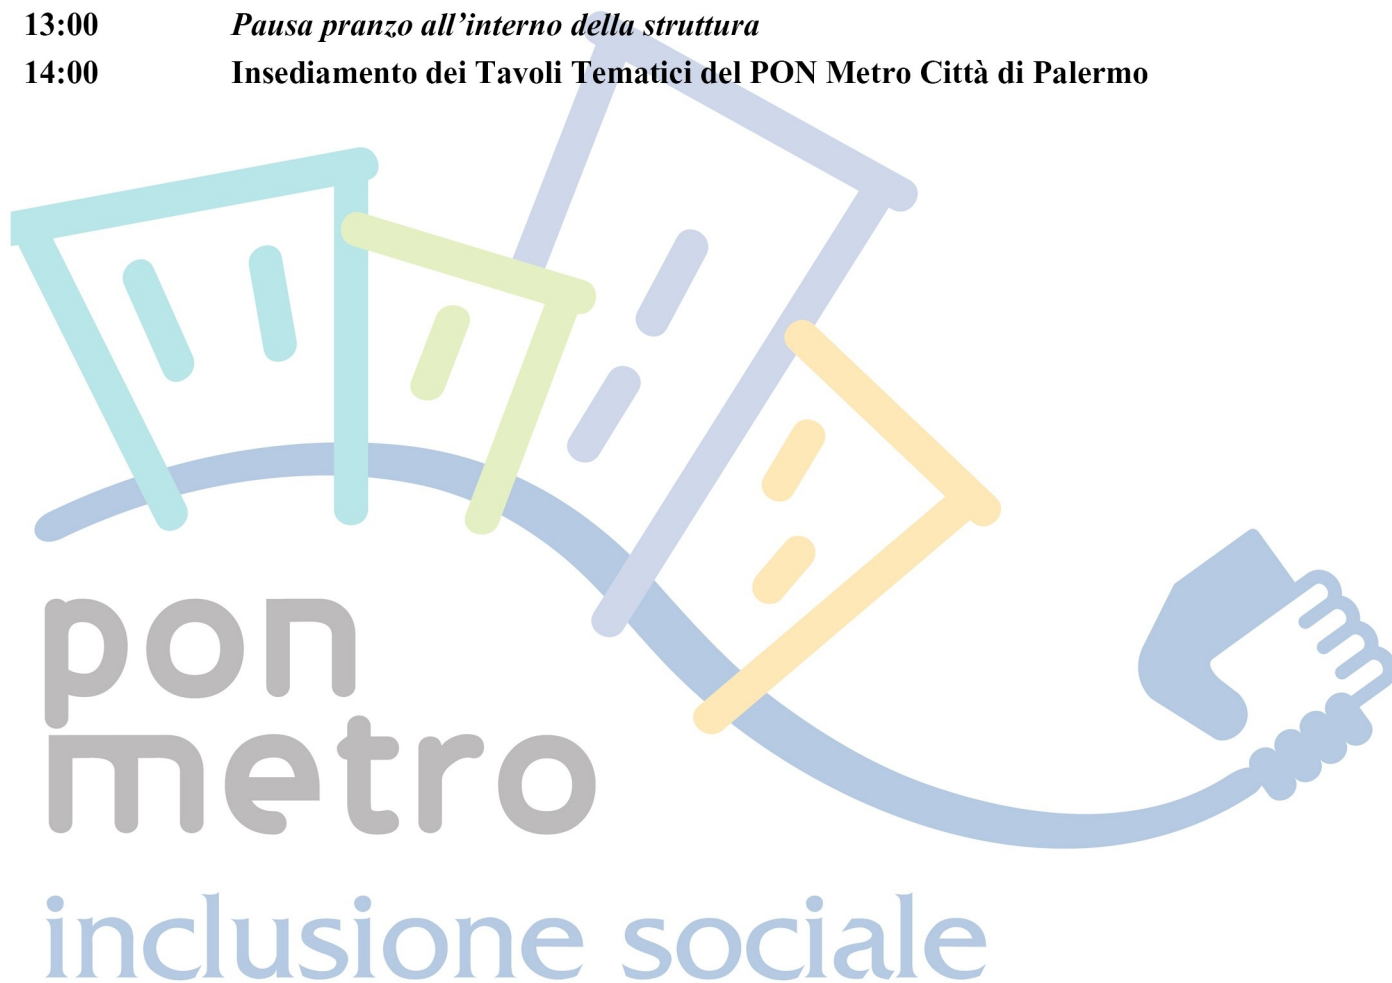 13:00 Pausa pranzo all’interno della struttura
14:00 Insediamento dei Tavoli Tematici del PON Metro Città di Palermo
pon
metro
inclusione sociale